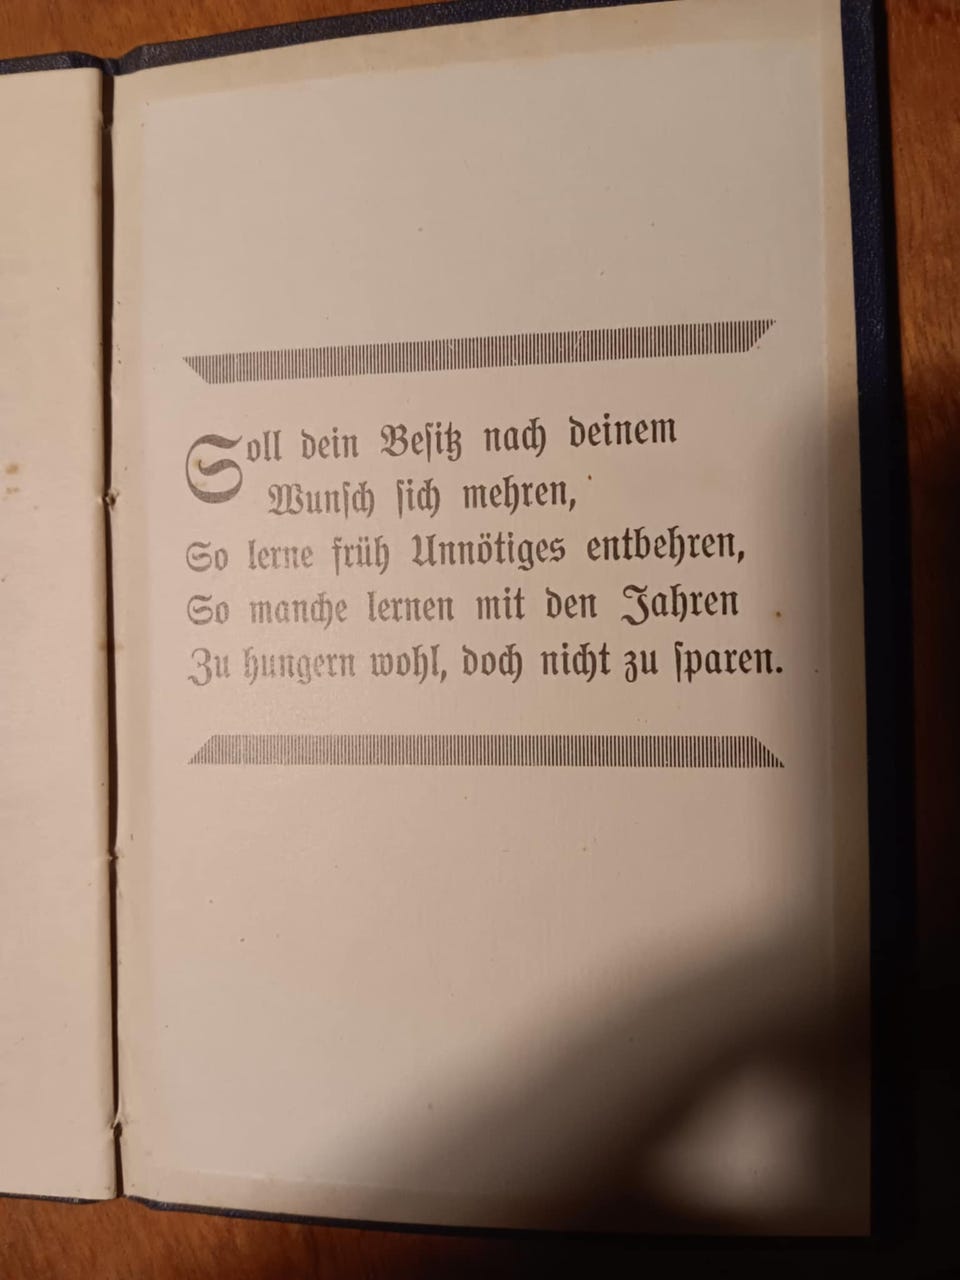 Soll dein Besitz nach deinem
Wunsch sich mehren,
So lerne früh Unnötiges entbehren,
So manche lernen mit den Jahren
Zu hungern wohl, doch nicht zu sparen.